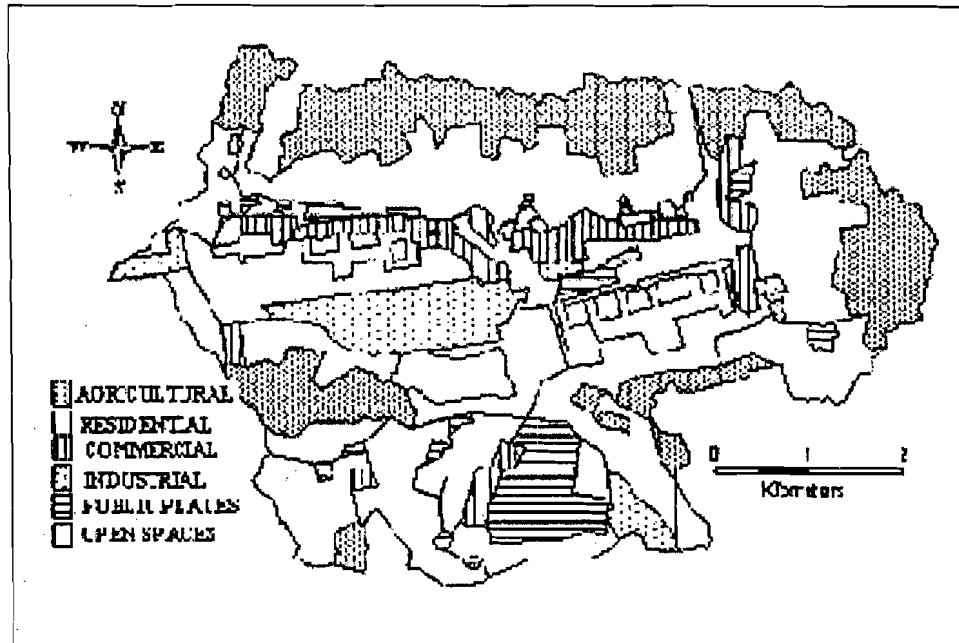 N
W E
S
AGRICULTURAL
RESIDENTIAL
COMMERCIAL
INDUSTRIAL
PUBLIC PLACES
OPEN SPACES
0 1 2
Kilometers